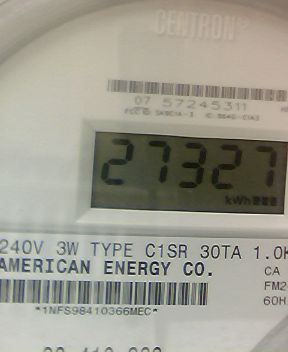 CENTRON®
07 57245311
27327
kWh
240V 3W TYPE C1SR 30TA 1.0K
AMERICAN ENERGY CO.
CA
FM2
60H
*1NFS98410366MEC*